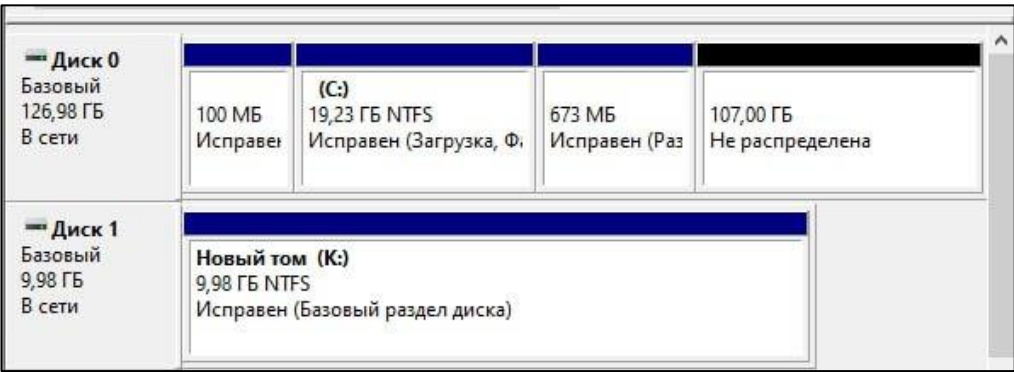 Диск 0
Базовый
126,98 ГБ
В сети
100 МБ
Исправен
(C:)
19,23 ГБ NTFS
Исправен (Загрузка, Фа
673 МБ
Исправен (Раз
107,00 ГБ
Не распределена
Диск 1
Базовый
9,98 ГБ
В сети
Новый том (K:)
9,98 ГБ NTFS
Исправен (Базовый раздел диска)